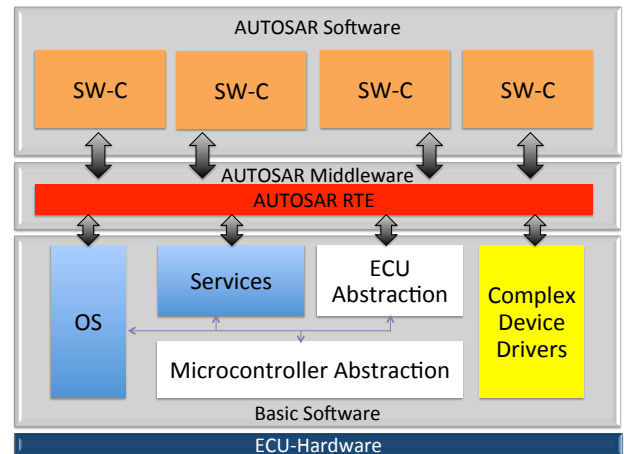 AUTOSAR Software
SW-C SW-C SW-C SW-C
AUTOSAR Middleware
AUTOSAR RTE
OS
Services
ECU
Abstraction
Complex
Device
Drivers
Microcontroller Abstraction
Basic Software
ECU-Hardware